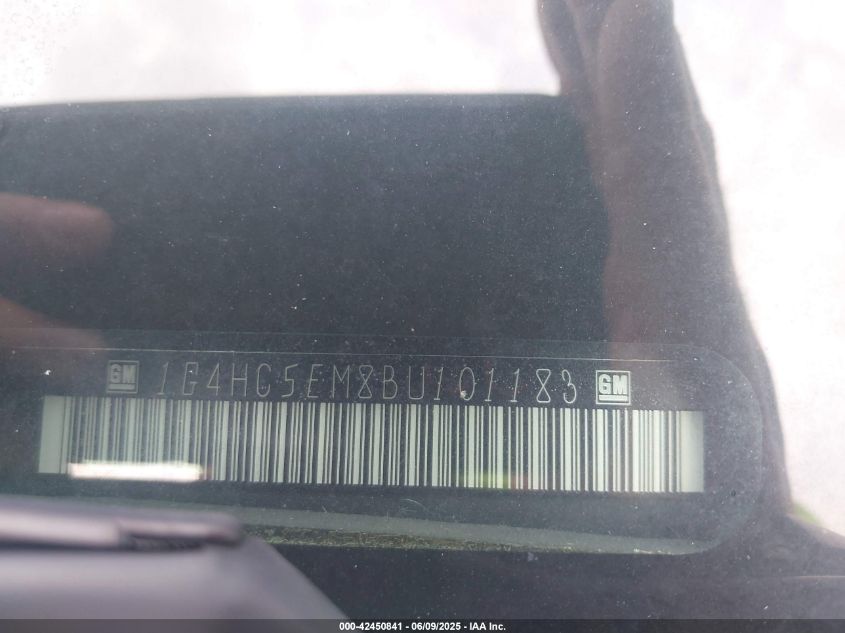 GM 1G4HC5EM8BU101183 GM
000-42450841 - 06/09/2025 - IAA Inc.